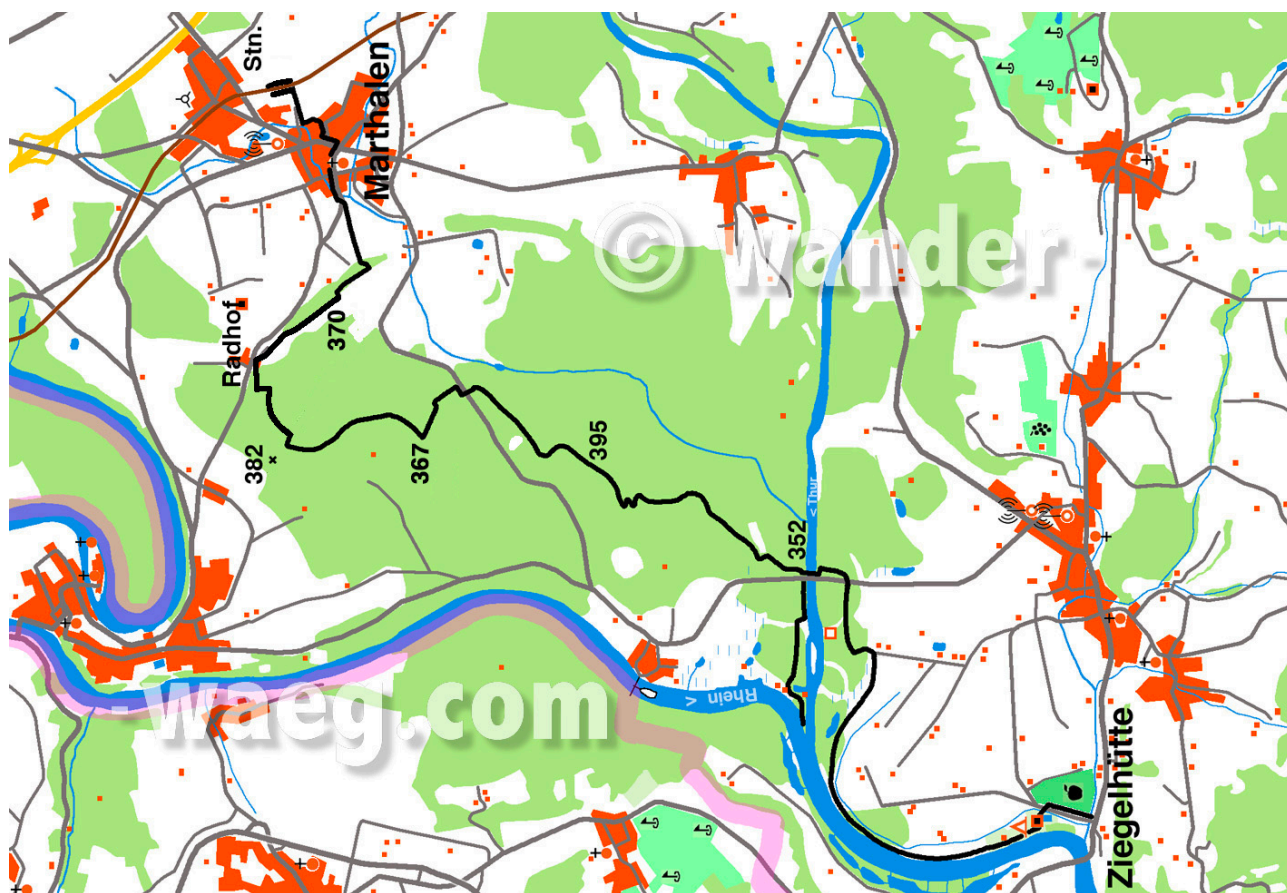 Stn.
Marthalen
Radhof
370
382
367
395
352
< Thur
Rhein >
Ziegelhütte
© wander-
-waeg.com